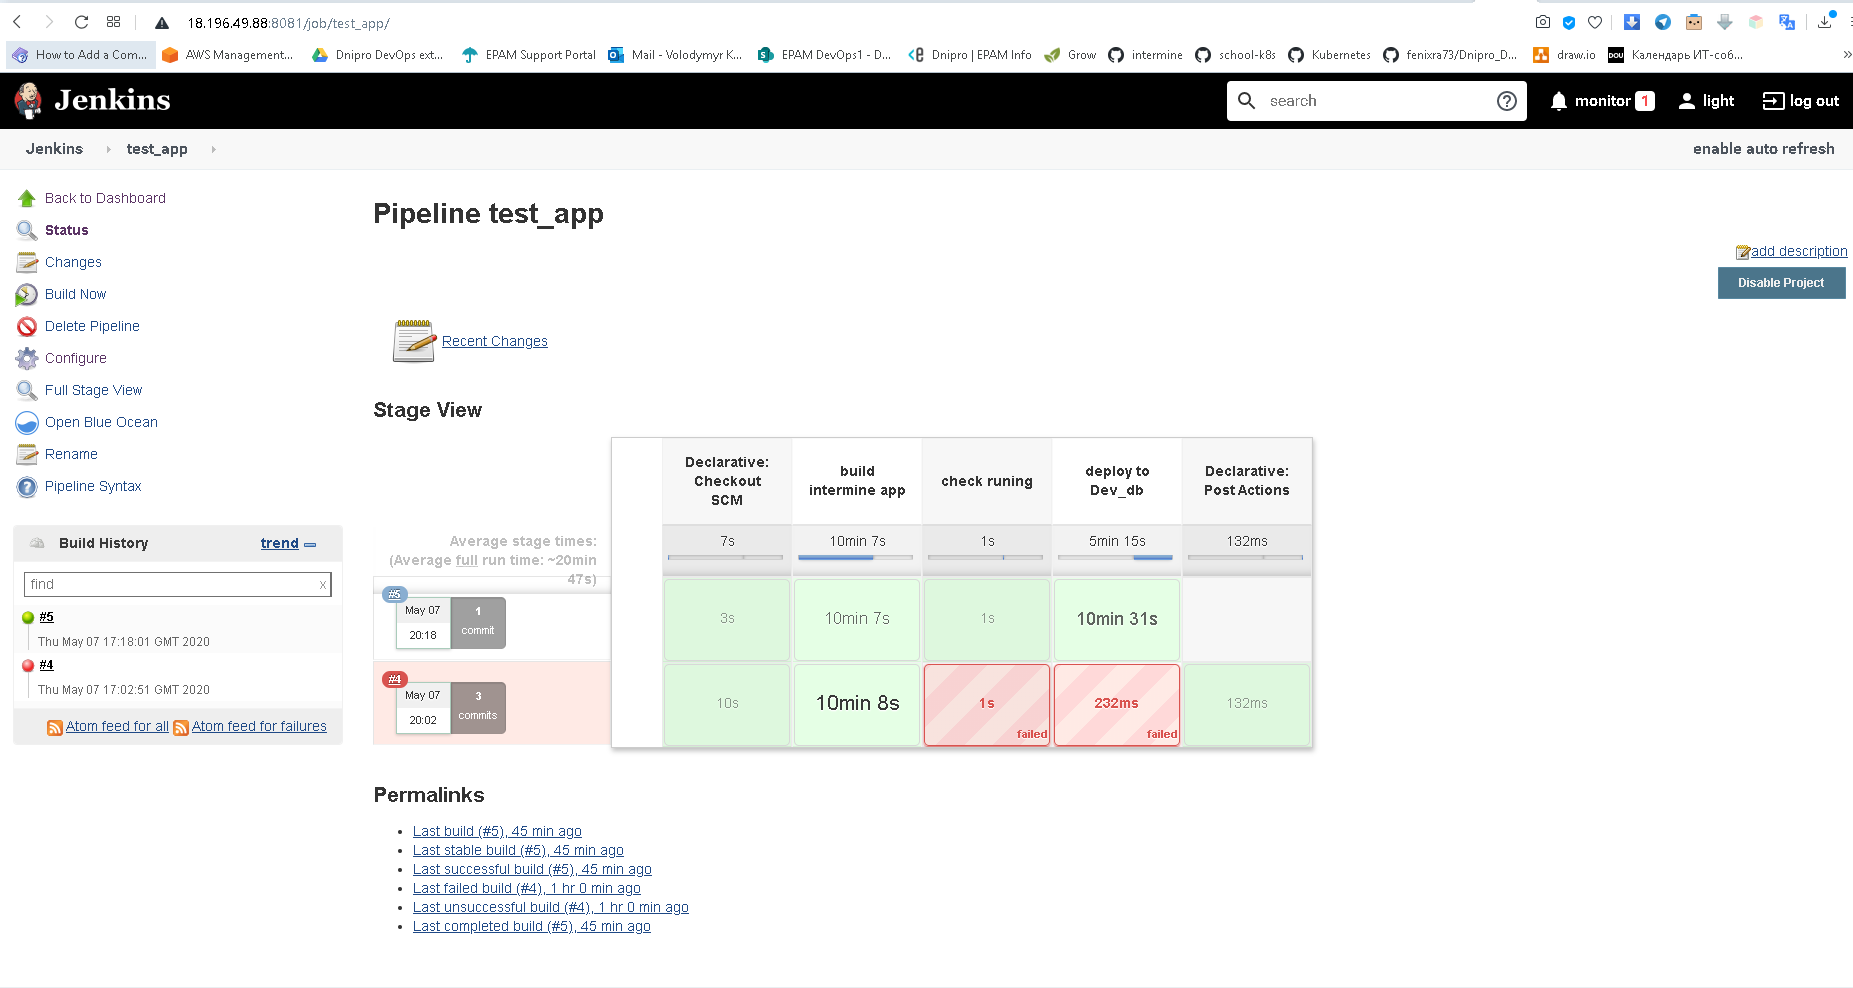 18.196.49.88:8081/job/test_app/
How to Add a Com... AWS Management... Dnipro DevOps ext... EPAM Support Portal Mail - Volodymyr K... EPAM DevOps1 - D... Dnipro | EPAM Info Grow intermine school-k8s Kubernetes fenixra73/Dnipro_D... draw.io DOU Календарь ИТ-соб... »
Jenkins search monitor 1 light log out
Jenkins test_app enable auto refresh
Back to Dashboard
Status
Changes
Build Now
Delete Pipeline
Configure
Full Stage View
Open Blue Ocean
Rename
Pipeline Syntax
Build History trend
find x
#5
Thu May 07 17:18:01 GMT 2020
#4
Thu May 07 17:02:51 GMT 2020
Atom feed for all Atom feed for failures
Pipeline test_app
add description
Disable Project
Recent Changes
Stage View
Declarative: Checkout SCM
build intermine app
check runing
deploy to Dev_db
Declarative: Post Actions
Average stage times:
(Average full run time: ~20min
47s)
7s 10min 7s 1s 5min 15s 132ms
#5
May 07
20:18
1
commit
3s 10min 7s 1s 10min 31s
#4
May 07
20:02
3
commits
10s 10min 8s 1s 232ms 132ms
failed failed
Permalinks
Last build (#5), 45 min ago
Last stable build (#5), 45 min ago
Last successful build (#5), 45 min ago
Last failed build (#4), 1 hr 0 min ago
Last unsuccessful build (#4), 1 hr 0 min ago
Last completed build (#5), 45 min ago